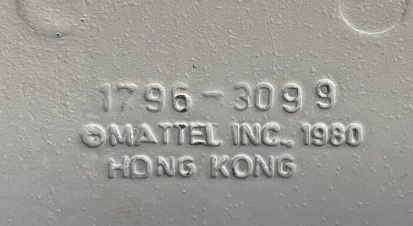 1796-3099
©MATTEL INC., 1980
HONG KONG